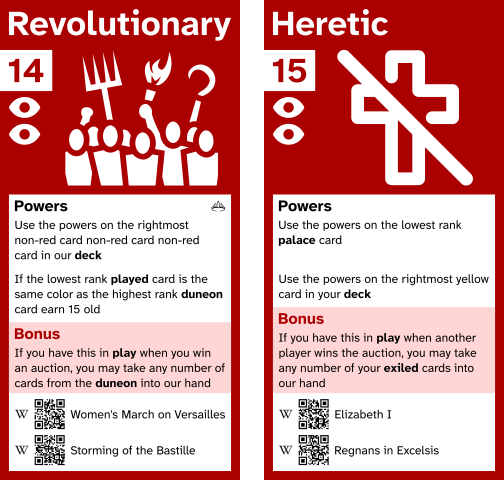 Revolutionary
14
Powers
Use the powers on the rightmost
non-red card non-red card non-red
card in our deck
If the lowest rank played card is the
same color as the highest rank duneon
card earn 15 old
Bonus
If you have this in play when you win
an auction, you may take any number of
cards from the duneon into our hand
W Women's March on Versailles
W Storming of the Bastille
Heretic
15
Powers
Use the powers on the lowest rank
palace card
Use the powers on the rightmost yellow
card in your deck
Bonus
If you have this in play when another
player wins the auction, you may take
any number of your exiled cards into
our hand
W Elizabeth I
W Regnans in Excelsis